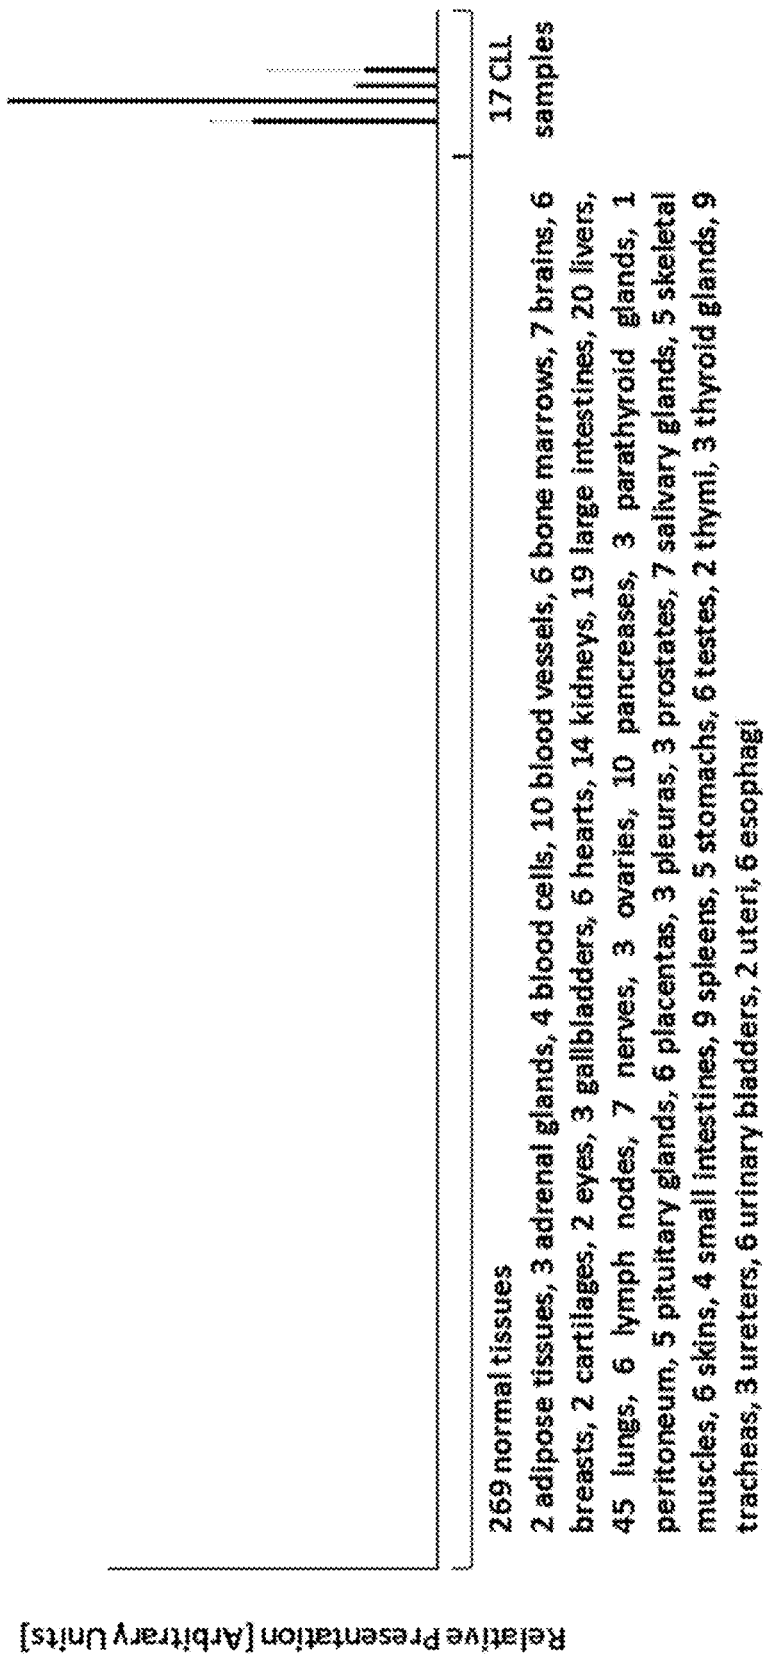 Relative Presentation [Arbitrary Units]
269 normal tissues
2 adipose tissues, 3 adrenal glands, 4 blood cells, 10 blood vessels, 6 bone marrows, 7 brains, 6
breasts, 2 cartilages, 2 eyes, 3 gallbladders, 6 hearts, 14 kidneys, 19 large intestines, 20 livers,
45 lungs, 6 lymph nodes, 7 nerves, 3 ovaries, 10 pancreases, 3 parathyroid glands, 1
peritoneum, 5 pituitary glands, 6 placentas, 3 pleuras, 3 prostates, 7 salivary glands, 5 skeletal
muscles, 6 skins, 4 small intestines, 9 spleens, 5 stomachs, 6 testes, 2 thymi, 3 thyroid glands, 9
tracheas, 3 ureters, 6 urinary bladders, 2 uteri, 6 esophagi
17 CLL
samples